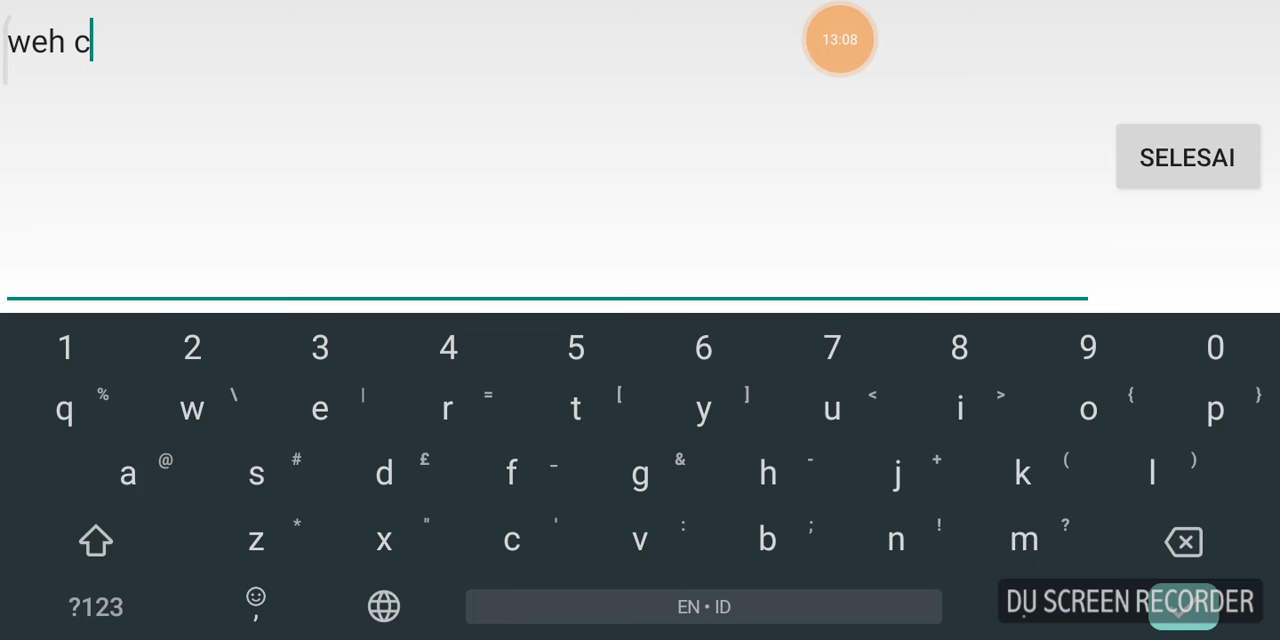 weh c
13:08
SELESAI
1 2 3 4 5 6 7 8 9 0
q % w \ e | r = t [ y ] u < i > o { p }
a @ s # d £ f _ g & h - j + k ( l )
z * x " c ' v : b ; n ! m ?
?123 , EN • ID DU SCREEN RECORDER